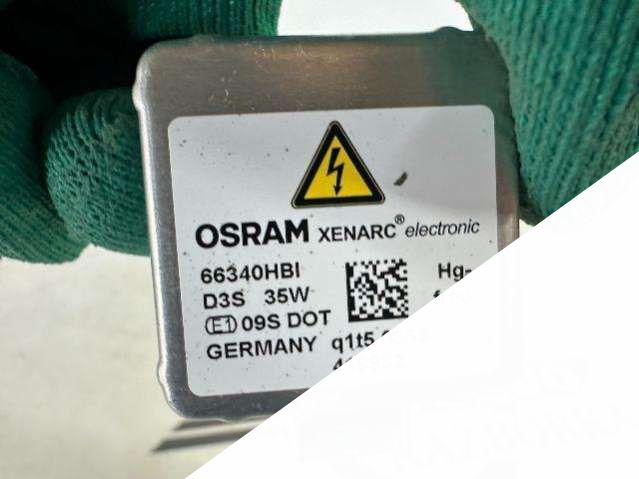 OSRAM XENARC® electronic
66340HBI Hg-
D3S 35W
(E1) 09S DOT
GERMANY q1t5